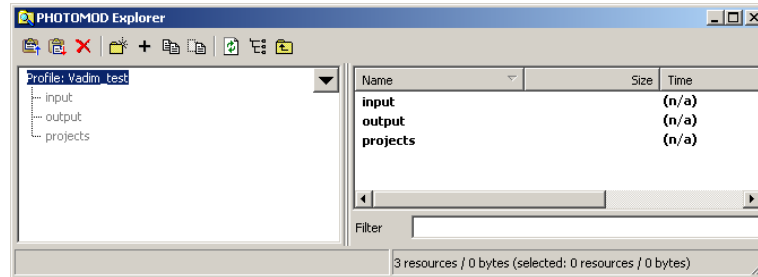 PHOTOMOD Explorer
Profile: Vadim_test
input
output
projects
Name Size Time
input (n/a)
output (n/a)
projects (n/a)
Filter
3 resources / 0 bytes (selected: 0 resources / 0 bytes)